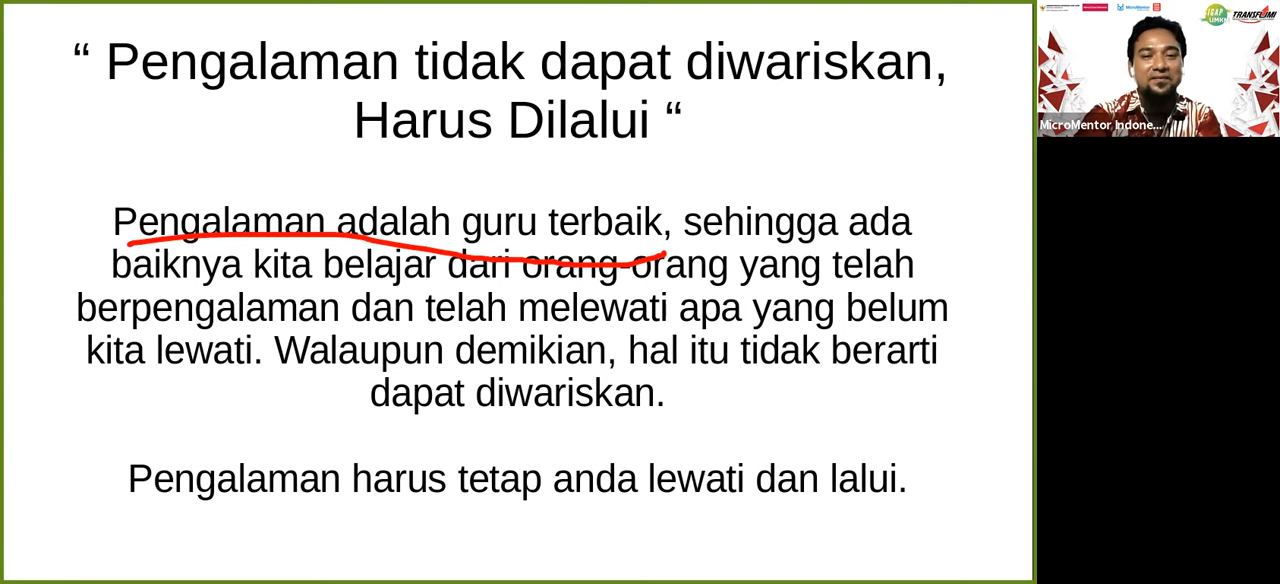 “ Pengalaman tidak dapat diwariskan,
Harus Dilalui “
Pengalaman adalah guru terbaik, sehingga ada
baiknya kita belajar dari orang-orang yang telah
berpengalaman dan telah melewati apa yang belum
kita lewati. Walaupun demikian, hal itu tidak berarti
dapat diwariskan.
Pengalaman harus tetap anda lewati dan lalui.
MicroMentor
TRANSFUMI
MicroMentor Indone...